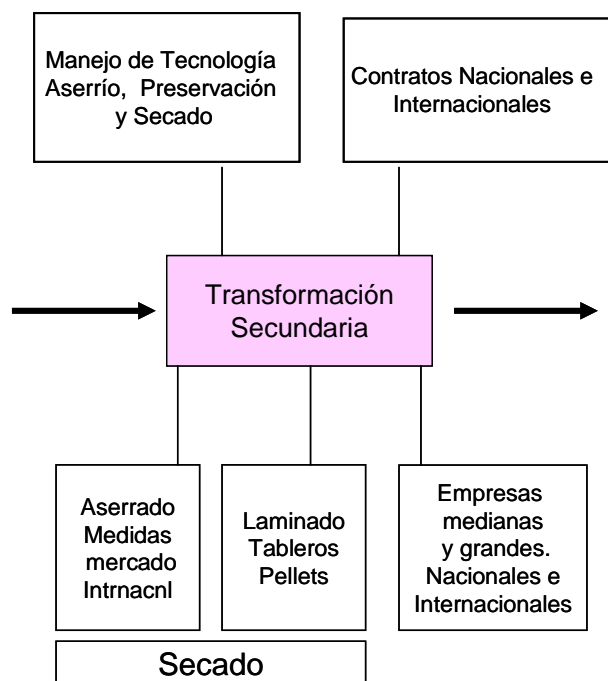 Manejo de Tecnología
Aserrío, Preservación
y Secado
Contratos Nacionales e
Internacionales
Transformación
Secundaria
Aserrado
Medidas
mercado
Intrnacnl
Laminado
Tableros
Pellets
Empresas
medianas
y grandes.
Nacionales e
Internacionales
Secado